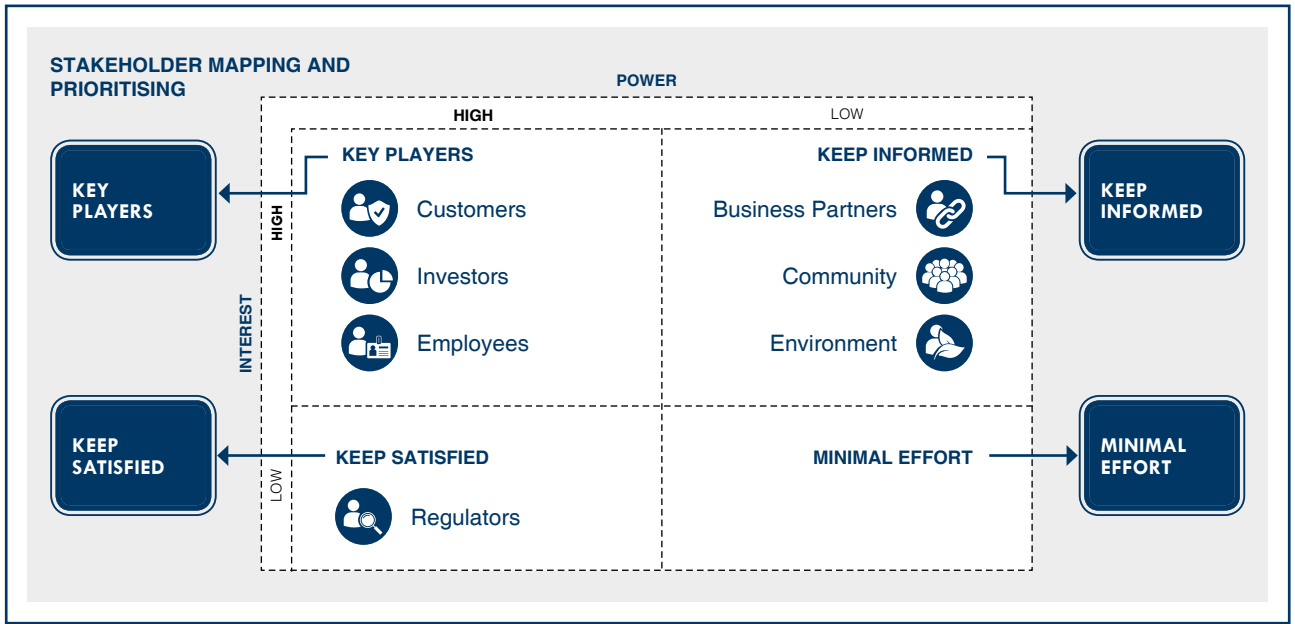 STAKEHOLDER MAPPING AND
PRIORITISING
POWER
HIGH
LOW
INTEREST
HIGH
LOW
KEY
PLAYERS
KEY PLAYERS
Customers
Investors
Employees
KEEP INFORMED
Business Partners
Community
Environment
KEEP
INFORMED
KEEP
SATISFIED
KEEP SATISFIED
Regulators
MINIMAL EFFORT
MINIMAL
EFFORT